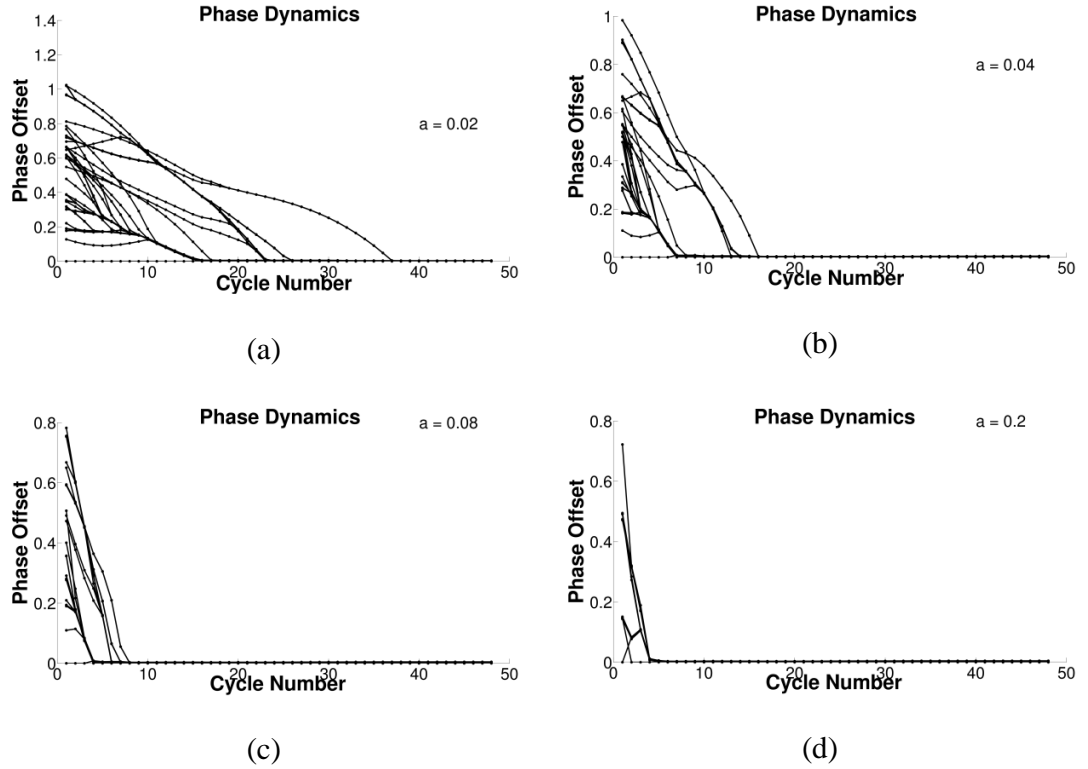 Phase Dynamics
1.4
1.2
1
0.8
0.6
0.4
0.2
0
Phase Offset
a = 0.02
0 10 20 30 40 50
Cycle Number
(a)
Phase Dynamics
1
0.8
0.6
0.4
0.2
0
Phase Offset
a = 0.04
0 10 20 30 40 50
Cycle Number
(b)
Phase Dynamics
0.8
0.6
0.4
0.2
0
Phase Offset
a = 0.08
0 10 20 30 40 50
Cycle Number
(c)
Phase Dynamics
0.8
0.6
0.4
0.2
0
Phase Offset
a = 0.2
0 10 20 30 40 50
Cycle Number
(d)